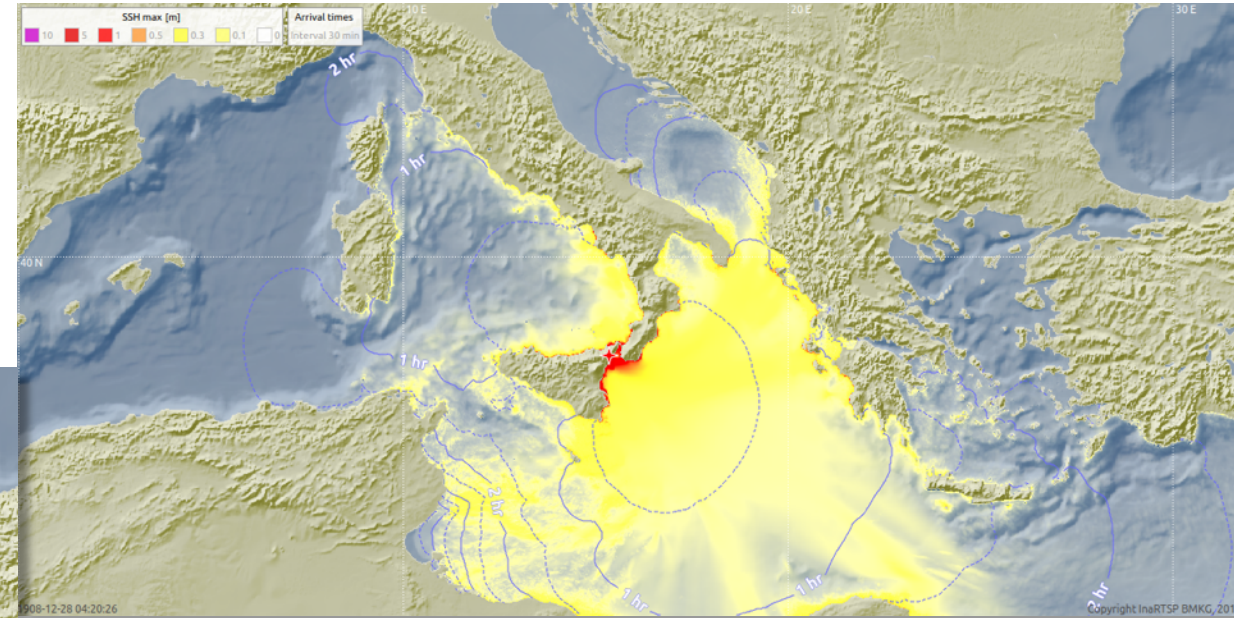 SSH max [m]
10 5 1 0.5 0.3 0.1 0
Arrival times
Interval 30 min
10 E
20 E
30 E
2 hr
1 hr
40 N
1 hr
2 hr
1 hr
1 hr
2 hr
1908-12-28 04:20:26
Copyright InaRTSP BMKG, 201